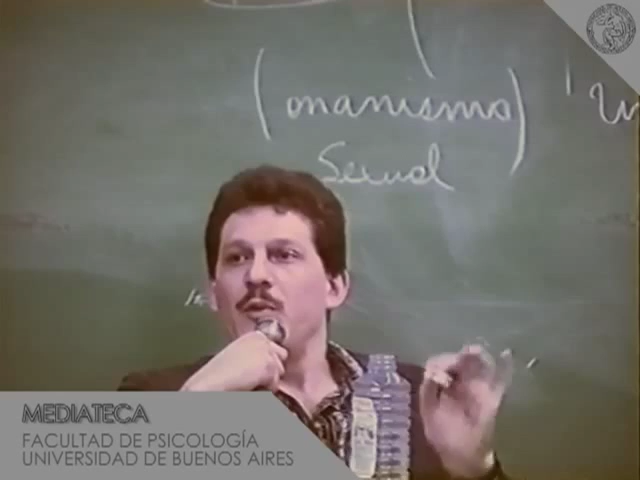 (onanismo)
Sexual
MEDIATECA
FACULTAD DE PSICOLOGÍA
UNIVERSIDAD DE BUENOS AIRES